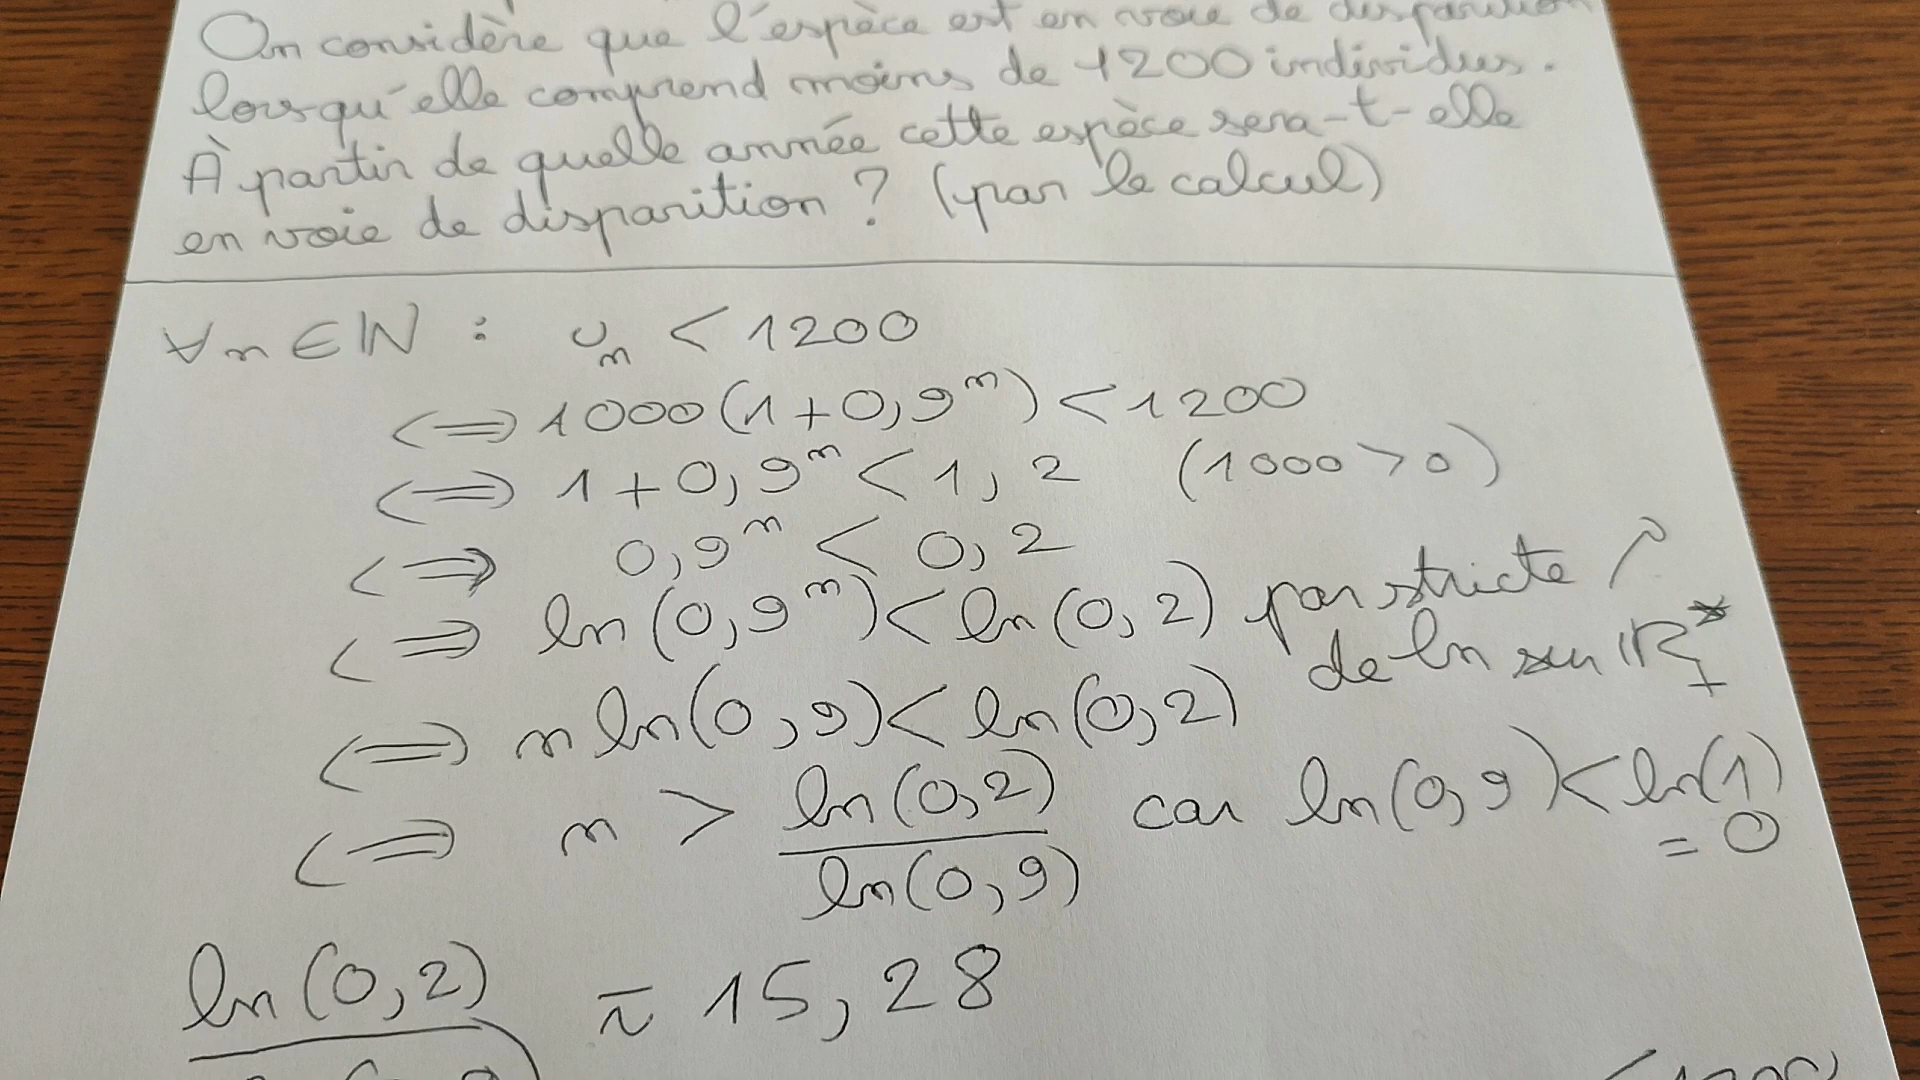 On considère que l'espèce est en voie de disparition
lorsqu'elle comprend moins de 1200 individus.
À partir de quelle année cette espèce sera-t-elle
en voie de disparition ? (par le calcul)
∀n∈ℕ : uₙ < 1200
⟺ 1000(1+0,9ⁿ) < 1200
⟺ 1+0,9ⁿ < 1,2 (1000>0)
⟺ 0,9ⁿ < 0,2
⟺ ln(0,9ⁿ) < ln(0,2) par stricte ↗
de ln sur ℝ₊*
⟺ n ln(0,9) < ln(0,2)
⟺ n > ln(0,2)/ln(0,9) car ln(0,9) < ln(1)
= 0
ln(0,2) ≈ 15,28